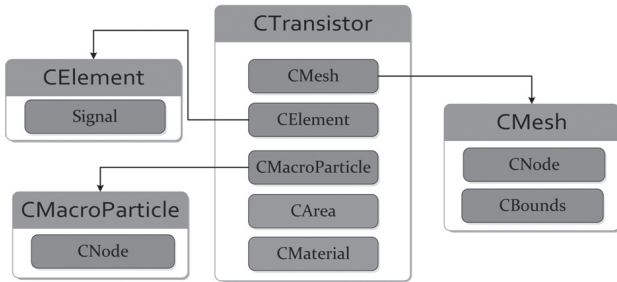 CTransistor
CMesh
CElement
CMacroParticle
CArea
CMaterial
CElement
Signal
CMacroParticle
CNode
CMesh
CNode
CBounds